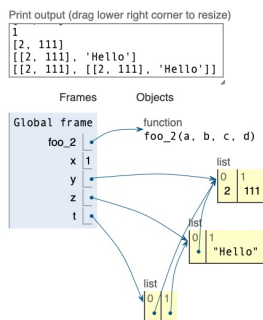 Print output (drag lower right corner to resize)
1
[2, 111]
[[2, 111], 'Hello']
[[2, 111], [[2, 111], 'Hello']]
Frames Objects
Global frame
foo_2
x 1
y
z
t
function
foo_2(a, b, c, d)
list
0 1
2 111
list
0 1
"Hello"
list
0 1